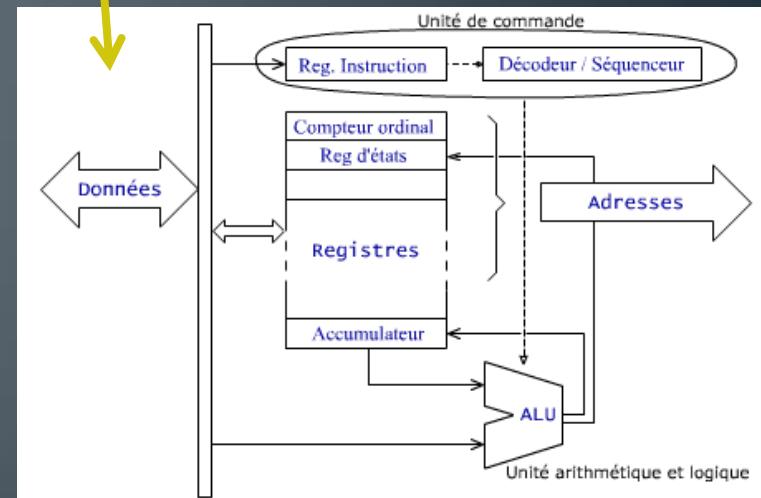 Unité de commande
Reg. Instruction
Décodeur / Séquenceur
Compteur ordinal
Reg d'états
Données
Adresses
Registres
Accumulateur
ALU
Unité arithmétique et logique